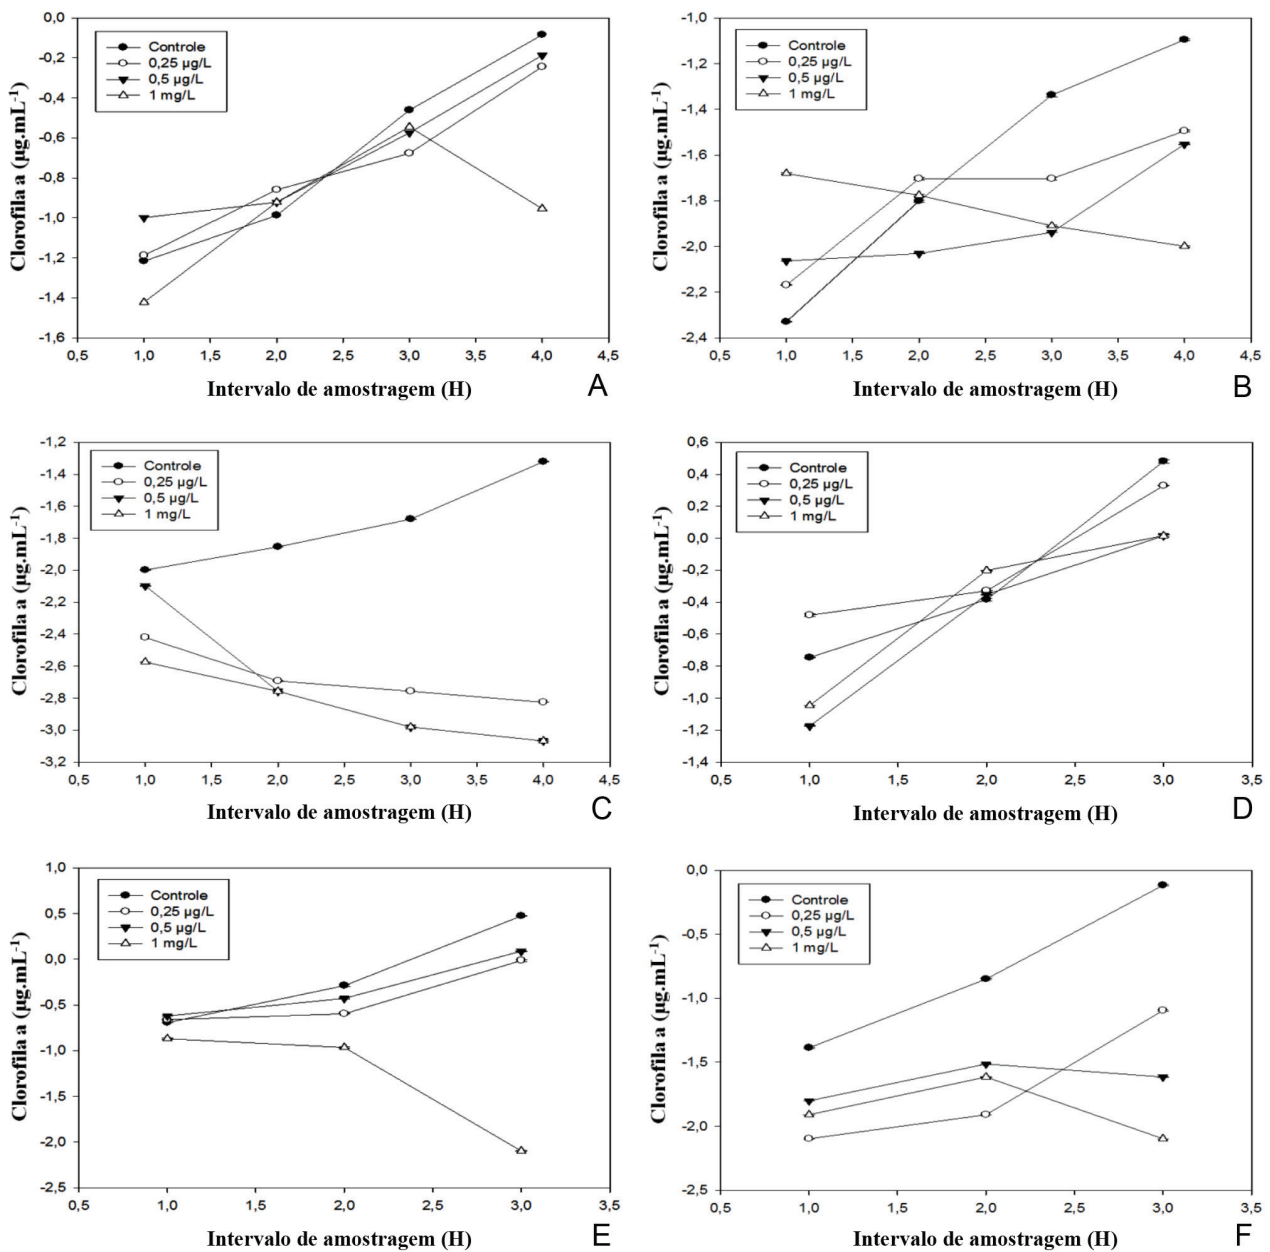 0,0
-0,2
-0,4
-0,6
-0,8
-1,0
-1,2
-1,4
-1,6
0,5 1,0 1,5 2,0 2,5 3,0 3,5 4,0 4,5
Clorofila a (µg.mL⁻¹)
Controle
0,25 µg/L
0,5 µg/L
1 mg/L
Intervalo de amostragem (H)
A
-1,0
-1,2
-1,4
-1,6
-1,8
-2,0
-2,2
-2,4
0,5 1,0 1,5 2,0 2,5 3,0 3,5 4,0 4,5
Clorofila a (µg.mL⁻¹)
Controle
0,25 µg/L
0,5 µg/L
1 mg/L
Intervalo de amostragem (H)
B
-1,2
-1,4
-1,6
-1,8
-2,0
-2,2
-2,4
-2,6
-2,8
-3,0
-3,2
0,5 1,0 1,5 2,0 2,5 3,0 3,5 4,0 4,5
Clorofila a (µg.mL⁻¹)
Controle
0,25 µg/L
0,5 µg/L
1 mg/L
Intervalo de amostragem (H)
C
0,6
0,4
0,2
0,0
-0,2
-0,4
-0,6
-0,8
-1,0
-1,2
-1,4
0,5 1,0 1,5 2,0 2,5 3,0 3,5
Clorofila a (µg.mL⁻¹)
Controle
0,25 µg/L
0,5 µg/L
1 mg/L
Intervalo de amostragem (H)
D
1,0
0,5
0,0
-0,5
-1,0
-1,5
-2,0
-2,5
0,5 1,0 1,5 2,0 2,5 3,0 3,5
Clorofila a (µg.mL⁻¹)
Controle
0,25 µg/L
0,5 µg/L
1 mg/L
Intervalo de amostragem (H)
E
0,0
-0,5
-1,0
-1,5
-2,0
-2,5
0,5 1,0 1,5 2,0 2,5 3,0 3,5
Clorofila a (µg.mL⁻¹)
Controle
0,25 µg/L
0,5 µg/L
1 mg/L
Intervalo de amostragem (H)
F